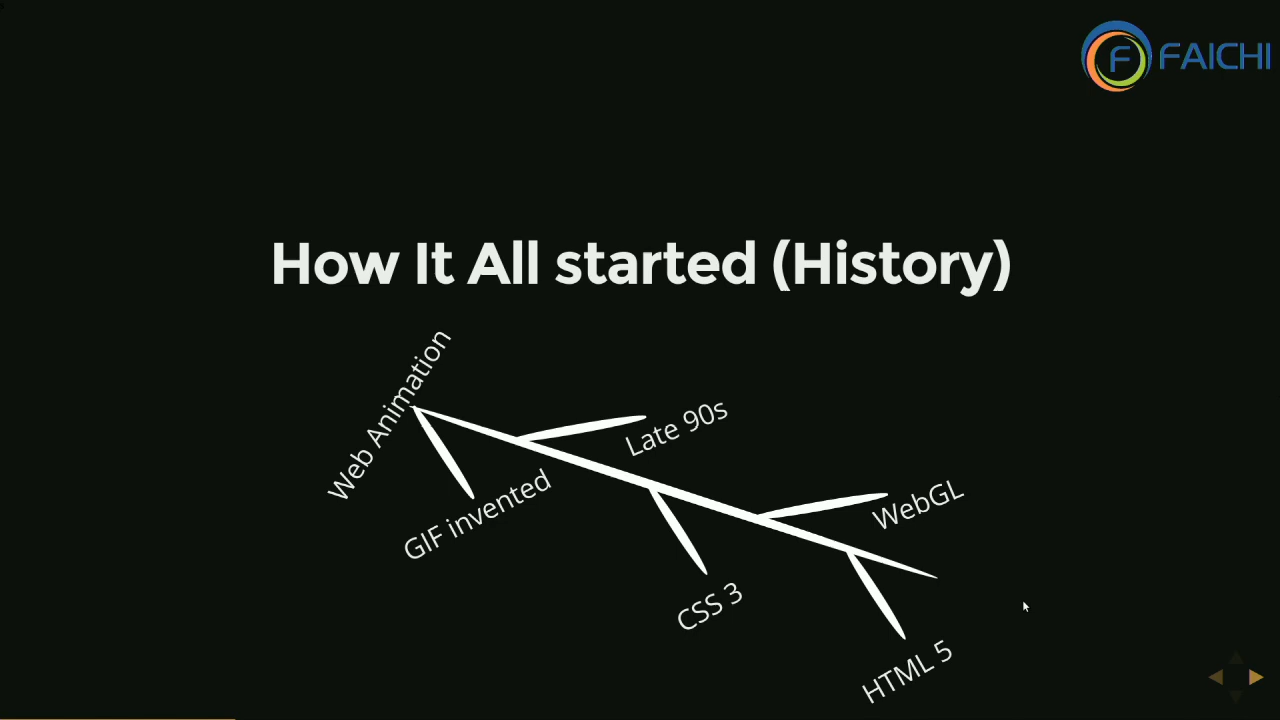 F FAICHI
How It All started (History)
Web Animation
GIF invented
Late 90s
CSS 3
WebGL
HTML 5